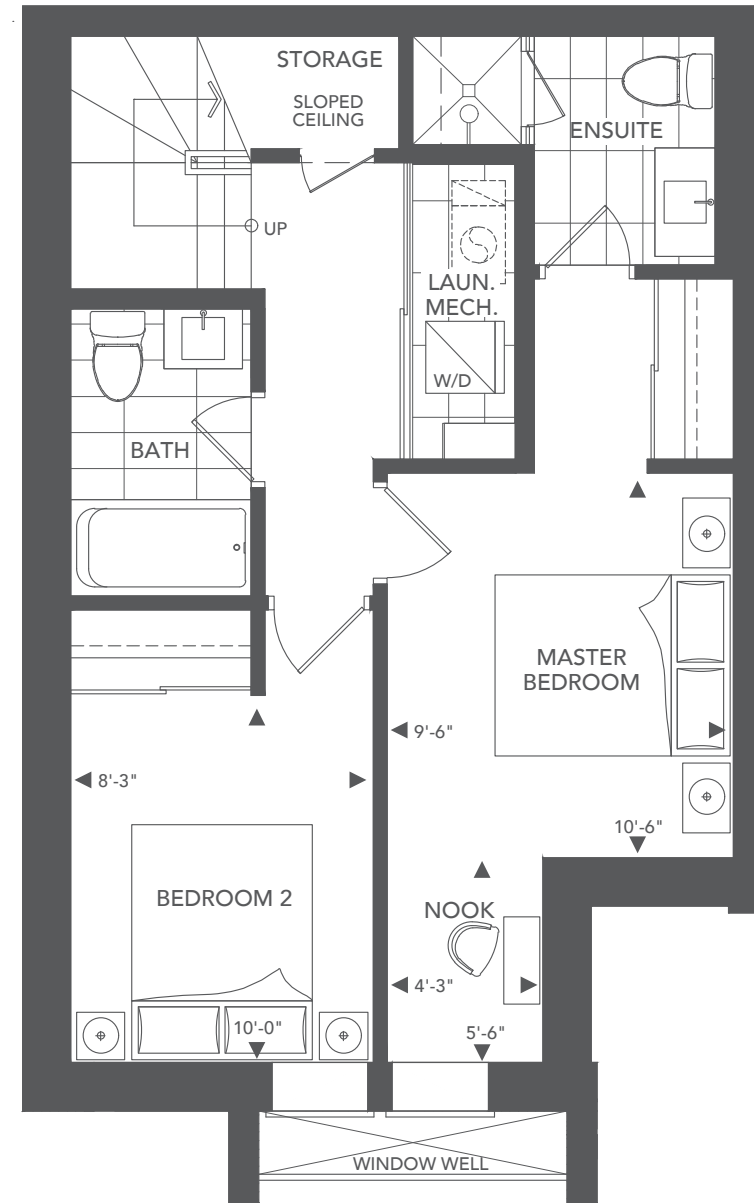 STORAGE
SLOPED
CEILING
ENSUITE
UP
LAUN.
MECH.
W/D
BATH
MASTER
BEDROOM
9'-6"
8'-3"
10'-6"
BEDROOM 2
NOOK
4'-3"
10'-0"
5'-6"
WINDOW WELL